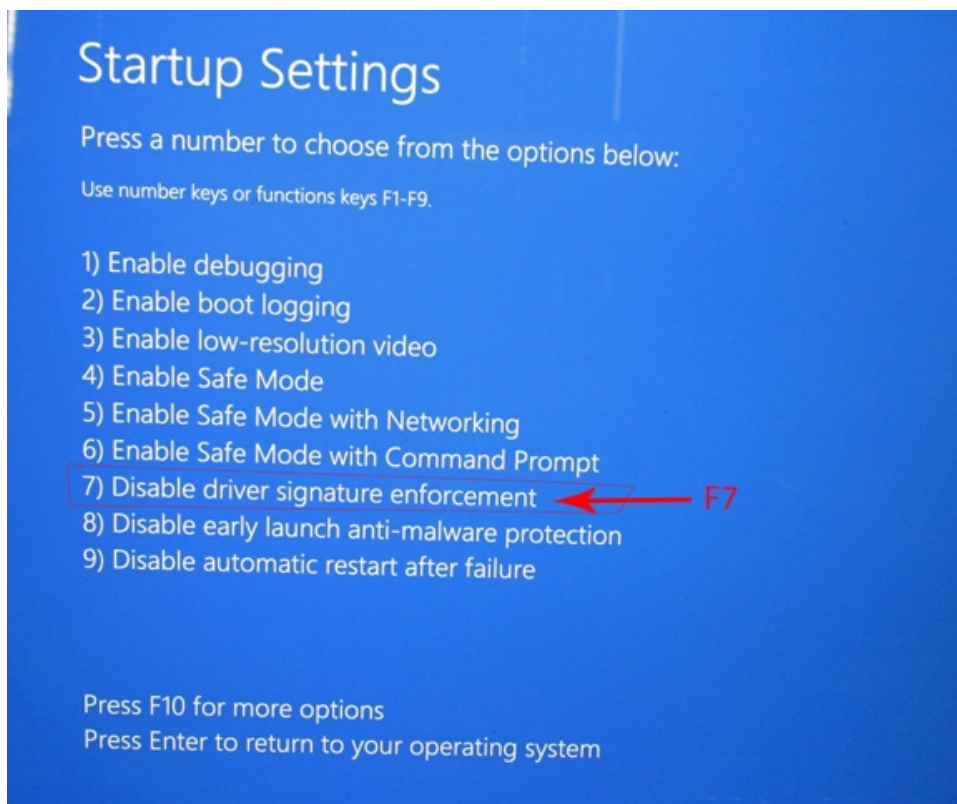 Startup Settings
Press a number to choose from the options below:
Use number keys or functions keys F1-F9.
1) Enable debugging
2) Enable boot logging
3) Enable low-resolution video
4) Enable Safe Mode
5) Enable Safe Mode with Networking
6) Enable Safe Mode with Command Prompt
7) Disable driver signature enforcement F7
8) Disable early launch anti-malware protection
9) Disable automatic restart after failure
Press F10 for more options
Press Enter to return to your operating system